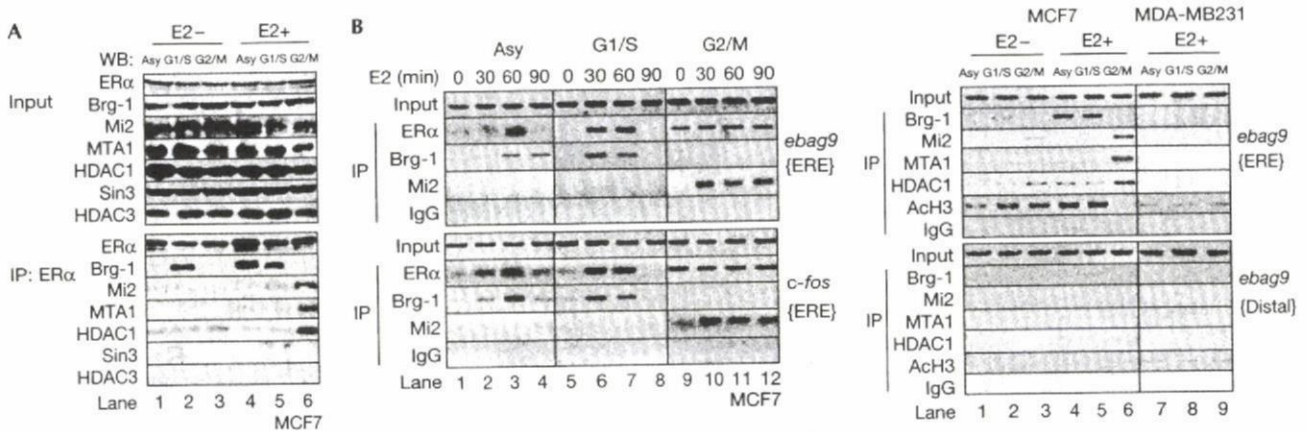 A
E2− E2+
WB: Asy G1/S G2/M Asy G1/S G2/M
Input
ERα
Brg-1
Mi2
MTA1
HDAC1
Sin3
HDAC3
IP: ERα
ERα
Brg-1
Mi2
MTA1
HDAC1
Sin3
HDAC3
Lane 1 2 3 4 5 6
MCF7
B
Asy G1/S G2/M
E2 (min) 0 30 60 90 0 30 60 90 0 30 60 90
Input
IP
ERα
Brg-1
Mi2
IgG
ebag9
{ERE}
Input
IP
ERα
Brg-1
Mi2
IgG
c-fos
{ERE}
Lane 1 2 3 4 5 6 7 8 9 10 11 12
MCF7
MCF7 MDA-MB231
E2− E2+ E2+
Asy G1/S G2/M Asy G1/S G2/M Asy G1/S G2/M
Input
IP
Brg-1
Mi2
MTA1
HDAC1
AcH3
IgG
ebag9
{ERE}
Input
IP
Brg-1
Mi2
MTA1
HDAC1
AcH3
IgG
ebag9
{Distal}
Lane 1 2 3 4 5 6 7 8 9